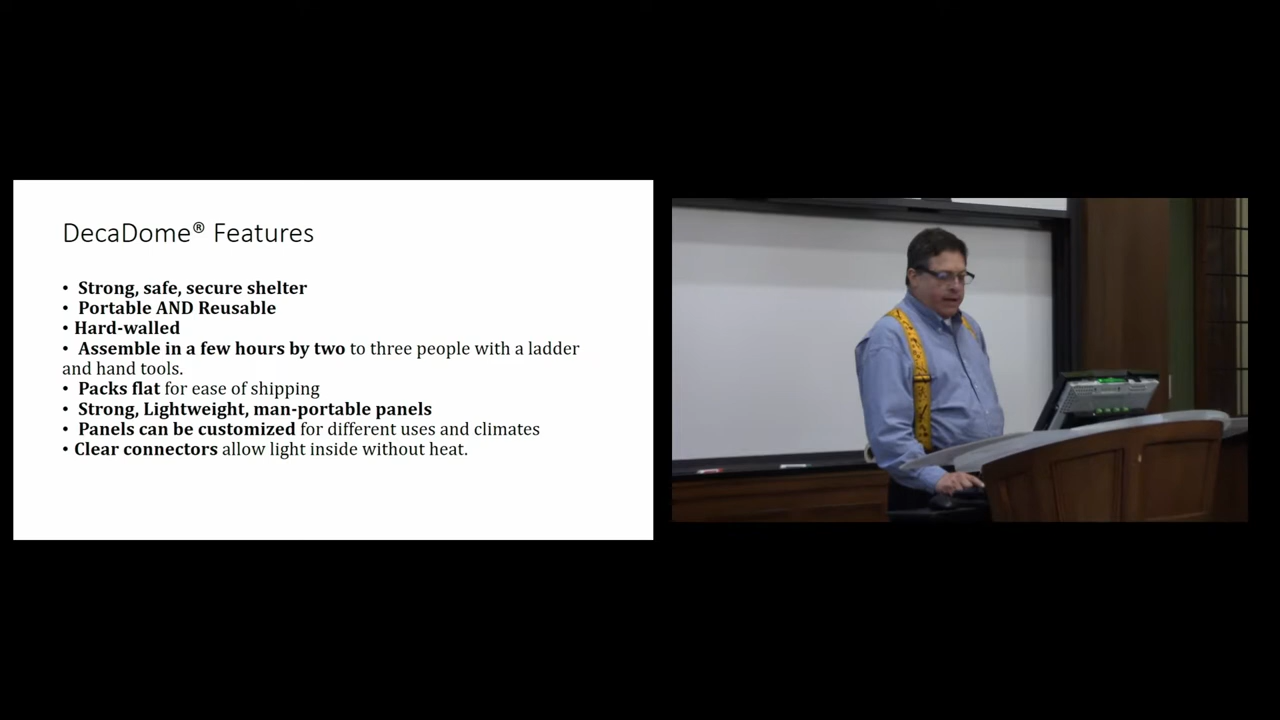 DecaDome® Features
• Strong, safe, secure shelter
• Portable AND Reusable
• Hard-walled
• Assemble in a few hours by two to three people with a ladder
and hand tools.
• Packs flat for ease of shipping
• Strong, Lightweight, man-portable panels
• Panels can be customized for different uses and climates
• Clear connectors allow light inside without heat.